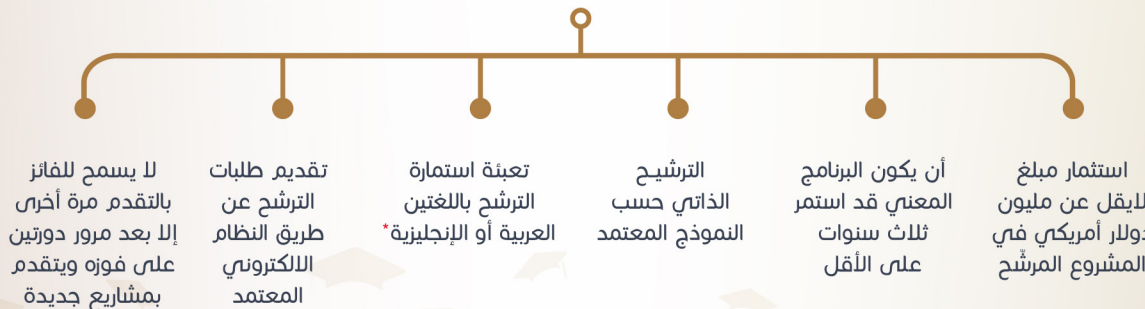 استثمار مبلغ
لايقل عن مليون
دولار أمريكي في
المشروع المرشّح
أن يكون البرنامج
المعني قد استمر
ثلاث سنوات
على الأقل
الترشيح
الذاتي حسب
النموذج المعتمد
تعبئة استمارة
الترشح باللغتين
العربية أو الإنجليزية*
تقديم طلبات
الترشح عن
طريق النظام
الالكتروني
المعتمد
لا يسمح للفائز
بالتقدم مرة أخرى
إلا بعد مرور دورتين
على فوزه ويتقدم
بمشاريع جديدة